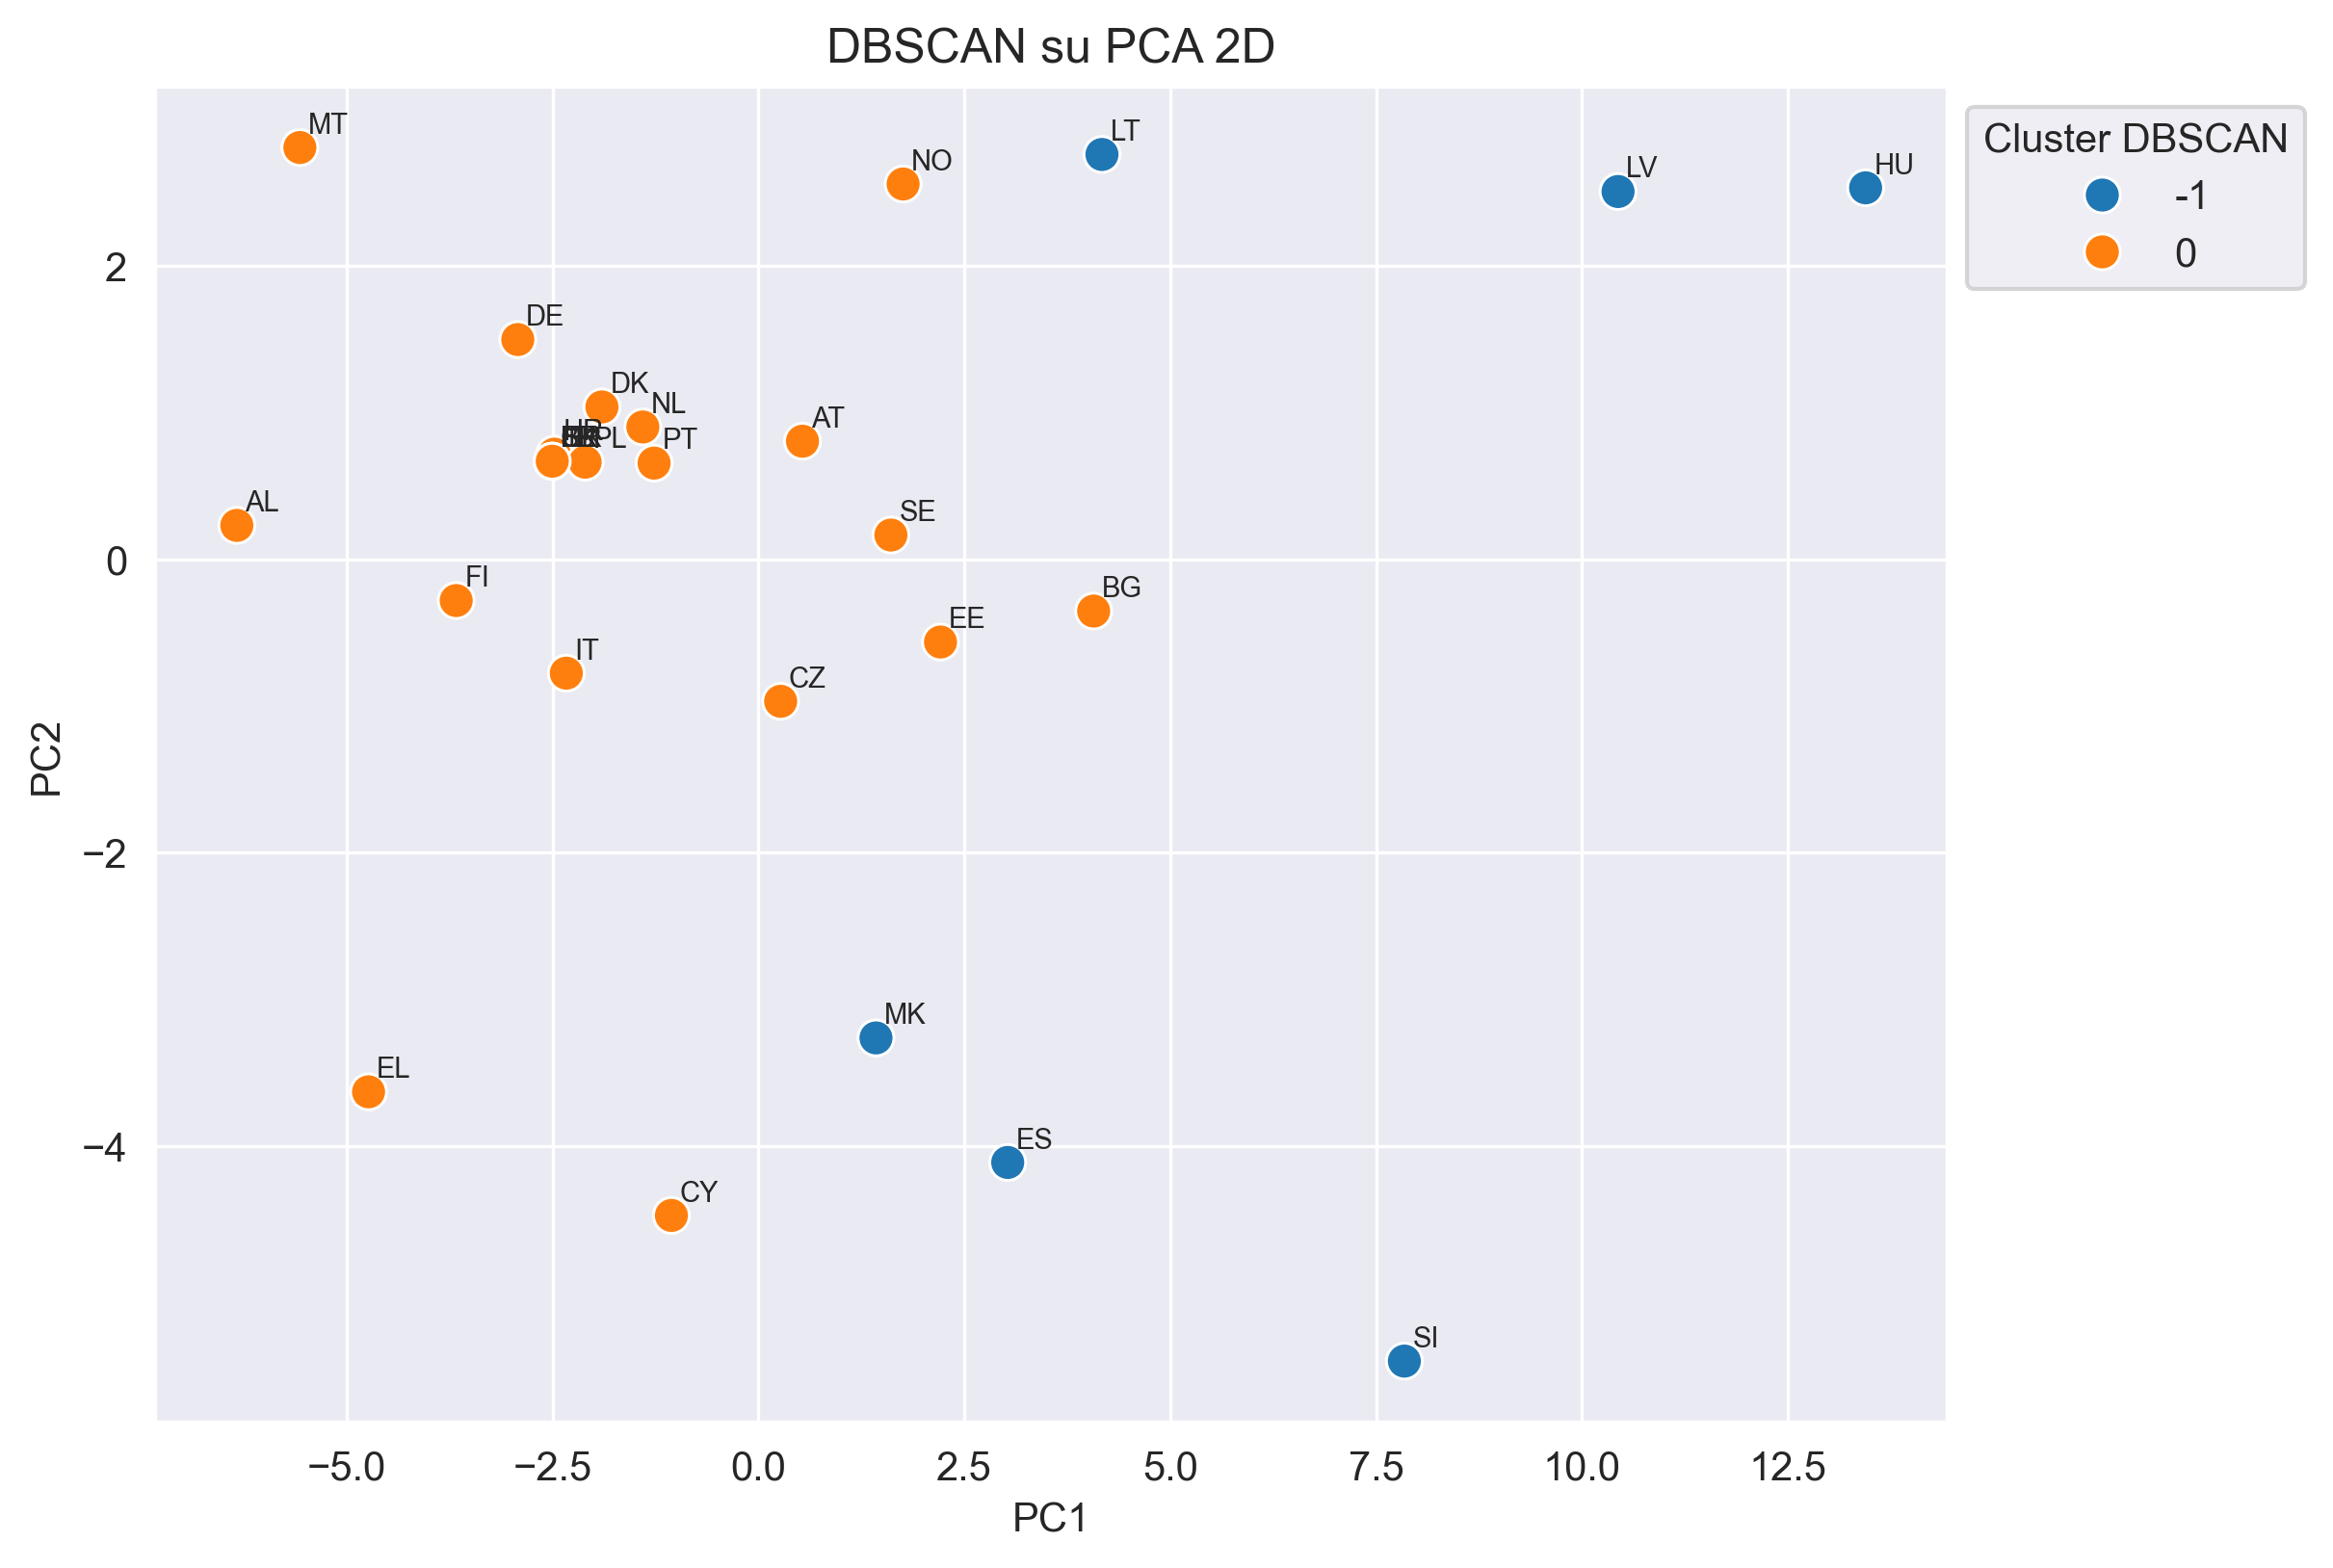 DBSCAN su PCA 2D
Cluster DBSCAN
-1
0
MT
NO
LT
LV
HU
DE
DK
NL
AT
PT
SE
AL
FI
IT
CZ
EE
BG
MK
EL
ES
CY
SI
2
0
−2
−4
PC2
−5.0 −2.5 0.0 2.5 5.0 7.5 10.0 12.5
PC1